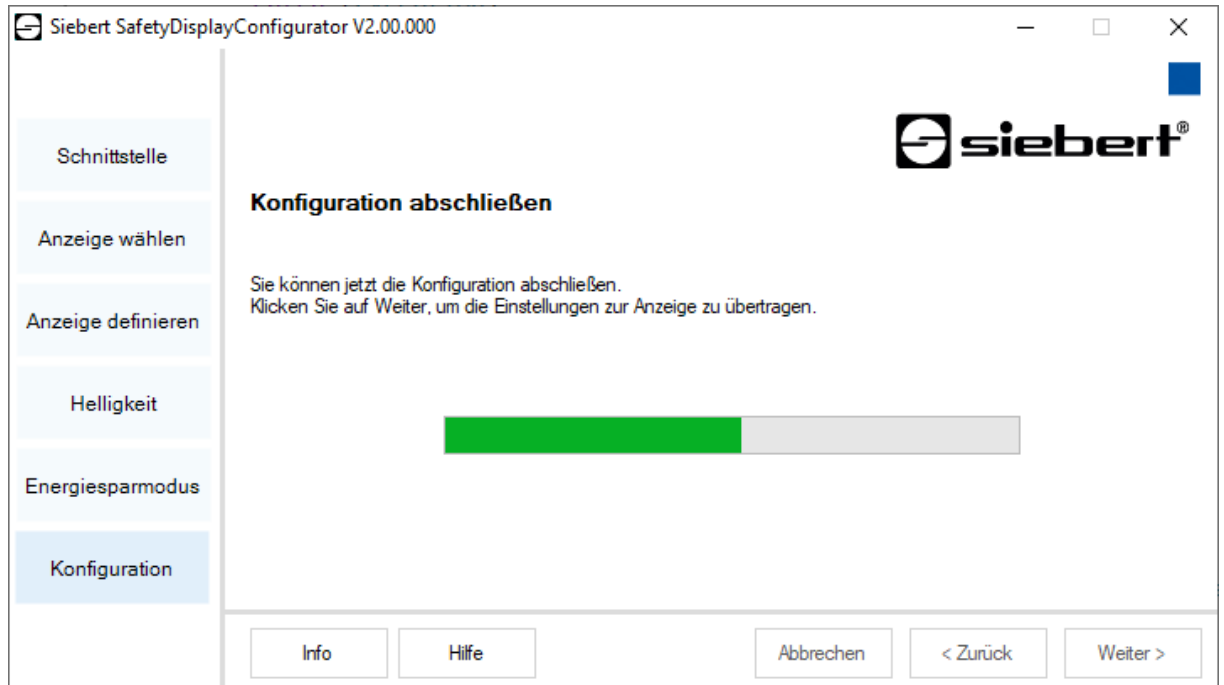 Siebert SafetyDisplayConfigurator V2.00.000
siebert®
Schnittstelle
Anzeige wählen
Anzeige definieren
Helligkeit
Energiesparmodus
Konfiguration
Konfiguration abschließen
Sie können jetzt die Konfiguration abschließen.
Klicken Sie auf Weiter, um die Einstellungen zur Anzeige zu übertragen.
Info
Hilfe
Abbrechen
< Zurück
Weiter >